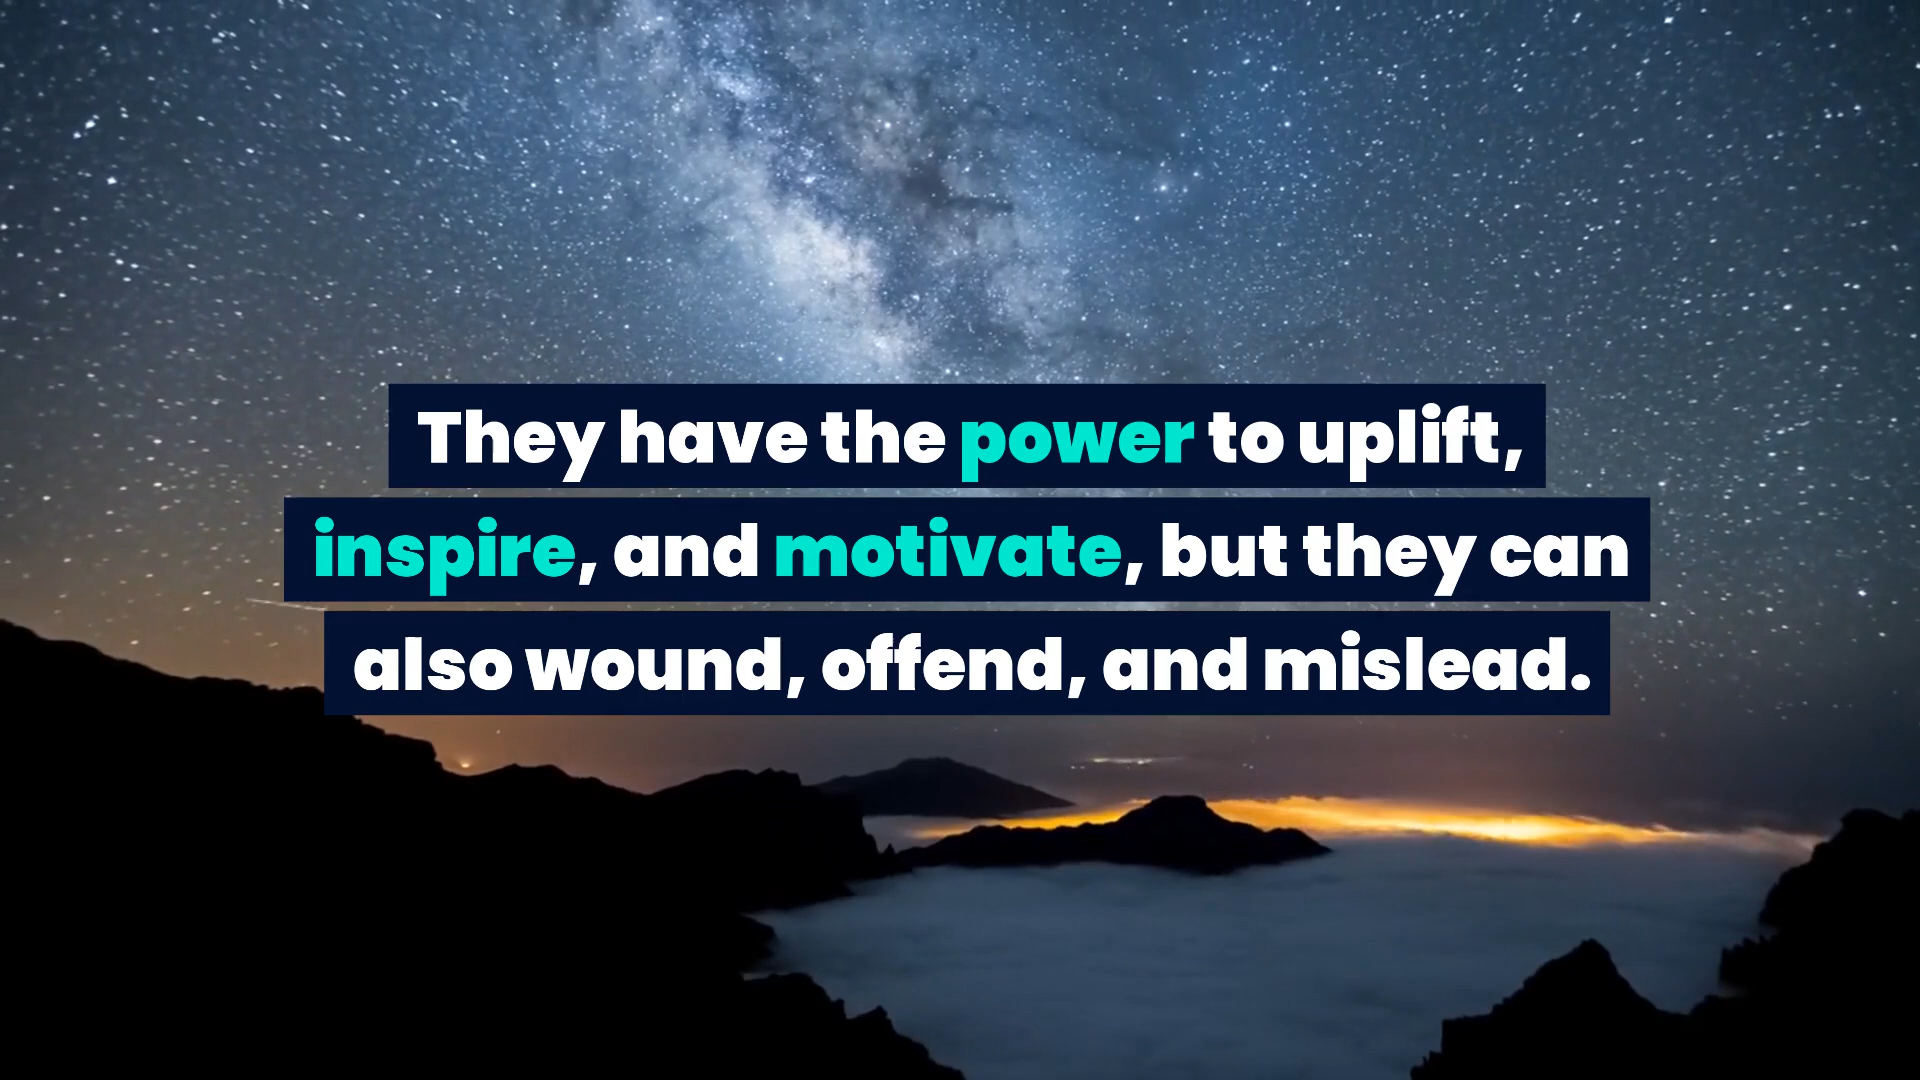 They have the power to uplift,
inspire, and motivate, but they can
also wound, offend, and mislead.